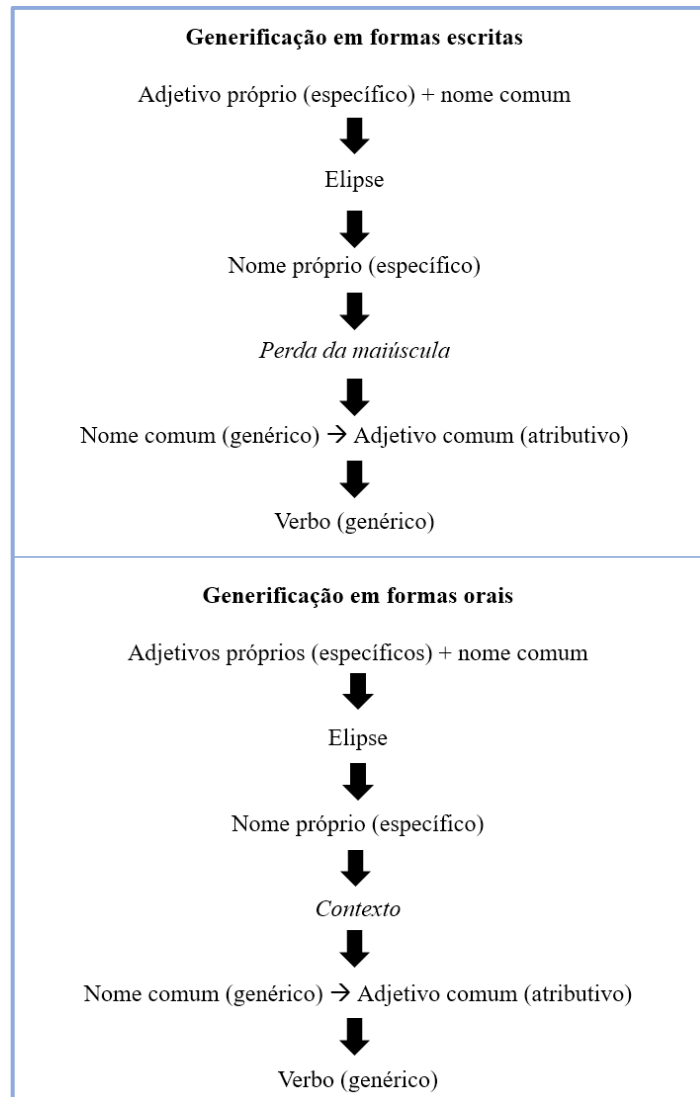 Generificação em formas escritas
Adjetivo próprio (específico) + nome comum
Elipse
Nome próprio (específico)
Perda da maiúscula
Nome comum (genérico) → Adjetivo comum (atributivo)
Verbo (genérico)
Generificação em formas orais
Adjetivos próprios (específicos) + nome comum
Elipse
Nome próprio (específico)
Contexto
Nome comum (genérico) → Adjetivo comum (atributivo)
Verbo (genérico)